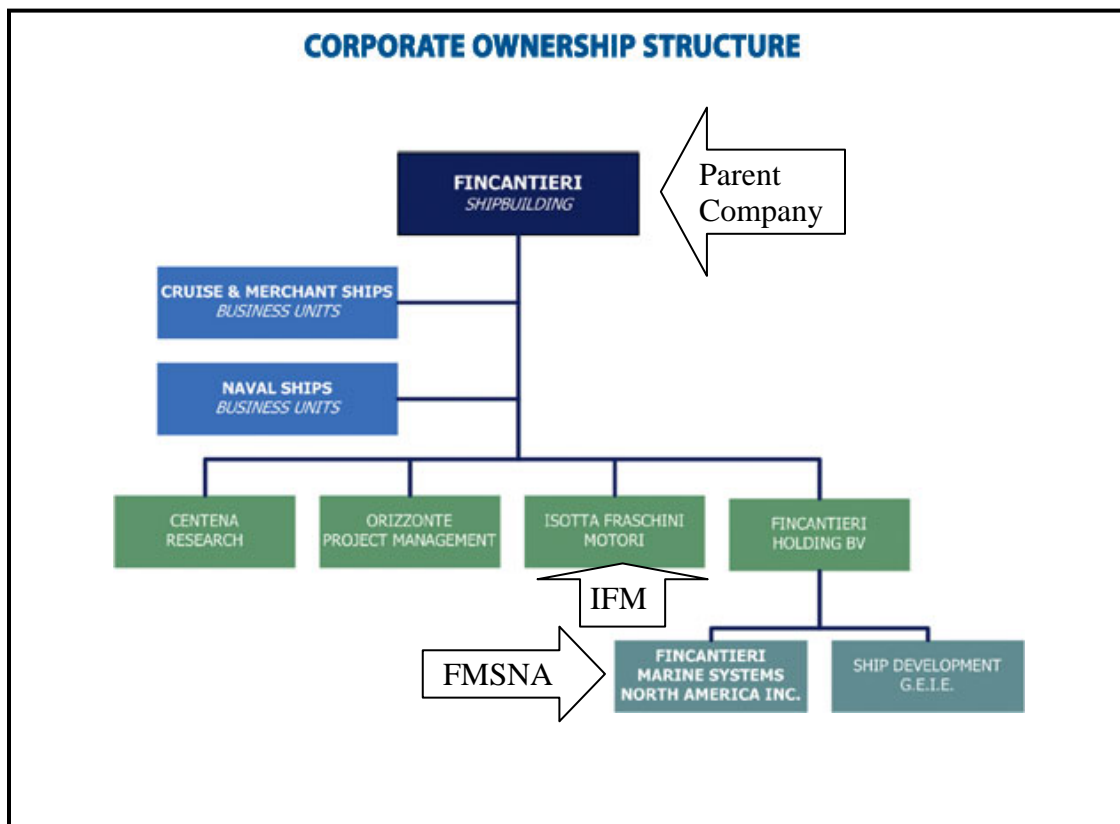 CORPORATE OWNERSHIP STRUCTURE
FINCANTIERI
SHIPBUILDING
Parent
Company
CRUISE & MERCHANT SHIPS
BUSINESS UNITS
NAVAL SHIPS
BUSINESS UNITS
CENTENA
RESEARCH
ORIZZONTE
PROJECT MANAGEMENT
ISOTTA FRASCHINI
MOTORI
FINCANTIERI
HOLDING BV
IFM
FMSNA
FINCANTIERI
MARINE SYSTEMS
NORTH AMERICA INC.
SHIP DEVELOPMENT
G.E.I.E.